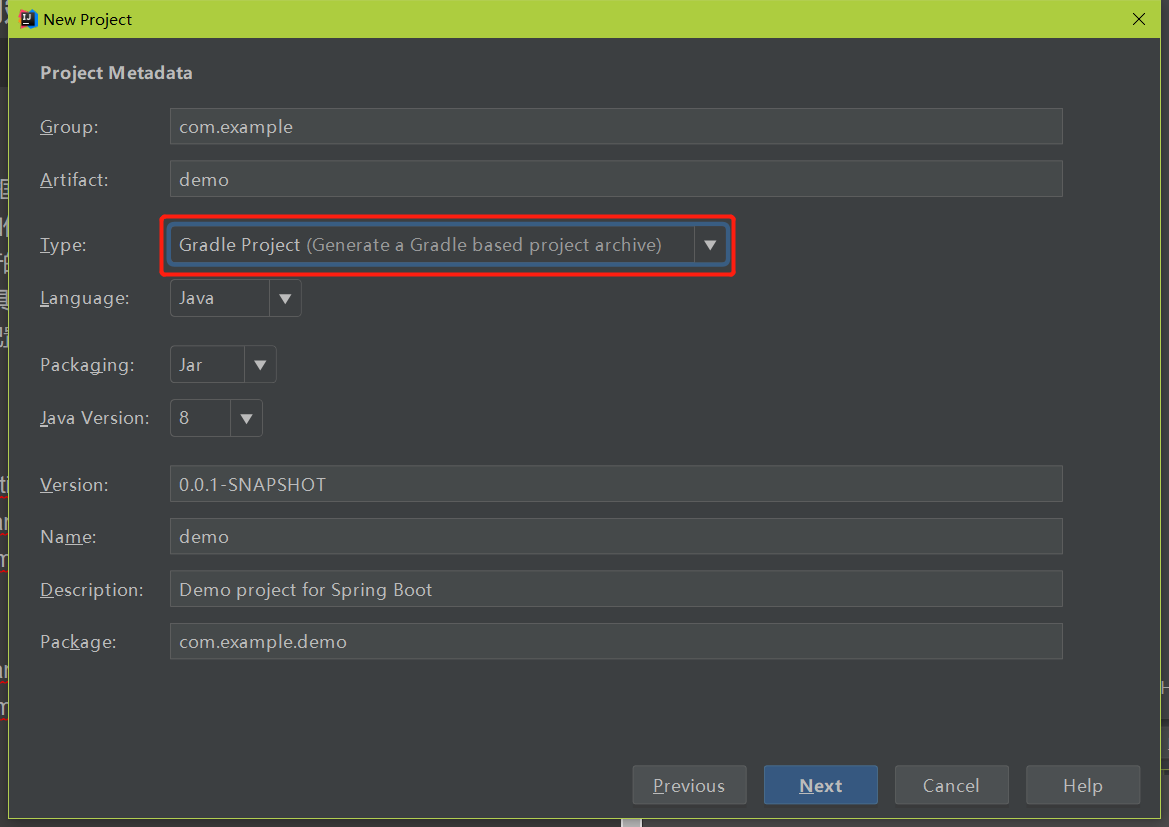 New Project
Project Metadata
Group: com.example
Artifact: demo
Type: Gradle Project (Generate a Gradle based project archive)
Language: Java
Packaging: Jar
Java Version: 8
Version: 0.0.1-SNAPSHOT
Name: demo
Description: Demo project for Spring Boot
Package: com.example.demo
Previous Next Cancel Help